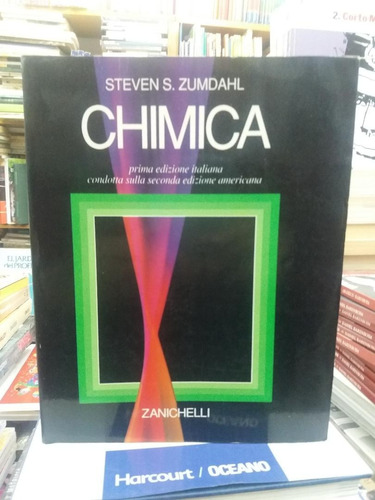 STEVEN S. ZUMDAHL
CHIMICA
prima edizione italiana
condotta sulla seconda edizione americana
ZANICHELLI
Harcourt / OCEANO